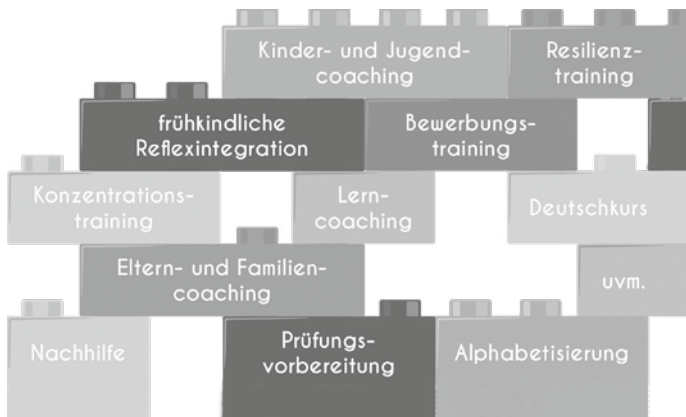 Kinder- und Jugend-
coaching
Resilienz-
training
frühkindliche
Reflexintegration
Bewerbungs-
training
Konzentrations-
training
Lern-
coaching
Deutschkurs
Eltern- und Familien-
coaching
uvm.
Nachhilfe
Prüfungs-
vorbereitung
Alphabetisierung